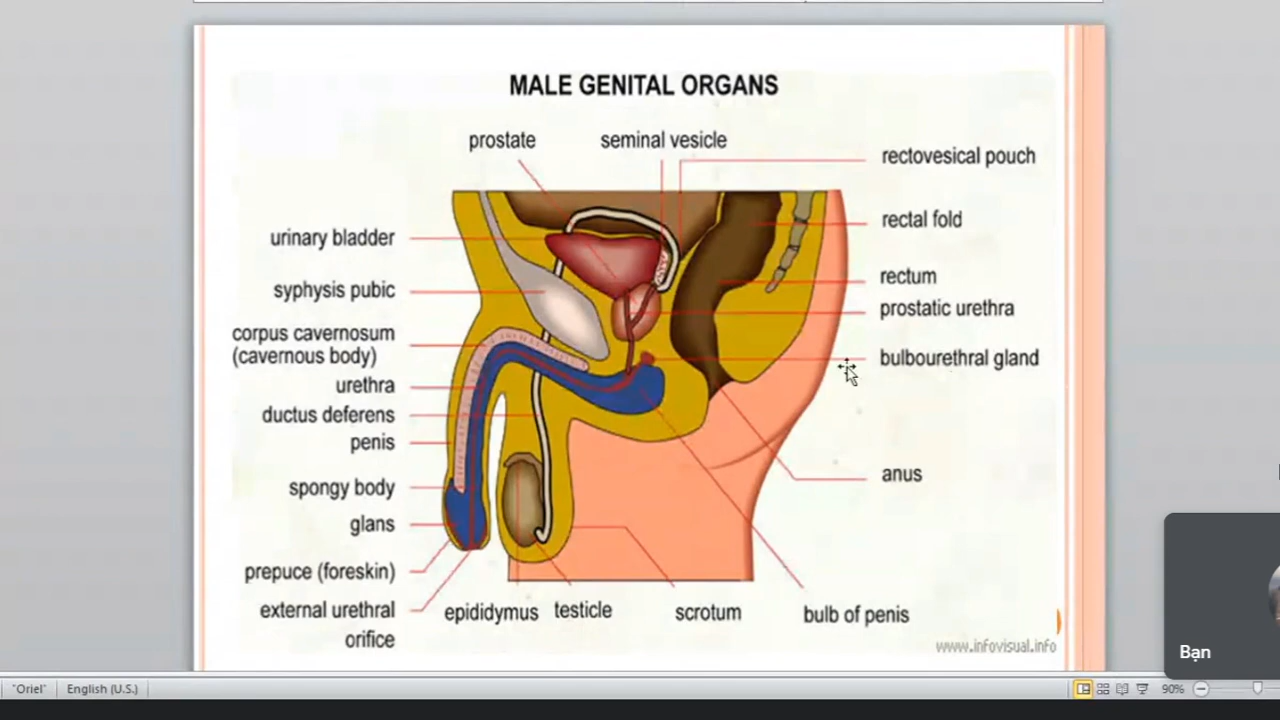 MALE GENITAL ORGANS
prostate
seminal vesicle
rectovesical pouch
rectal fold
urinary bladder
rectum
syphysis pubic
prostatic urethra
corpus cavernosum
(cavernous body)
bulbourethral gland
urethra
ductus deferens
penis
anus
spongy body
glans
prepuce (foreskin)
external urethral
orifice
epididymus
testicle
scrotum
bulb of penis
www.infovisual.info
Bạn
"Oriel"
English (U.S.)
90%